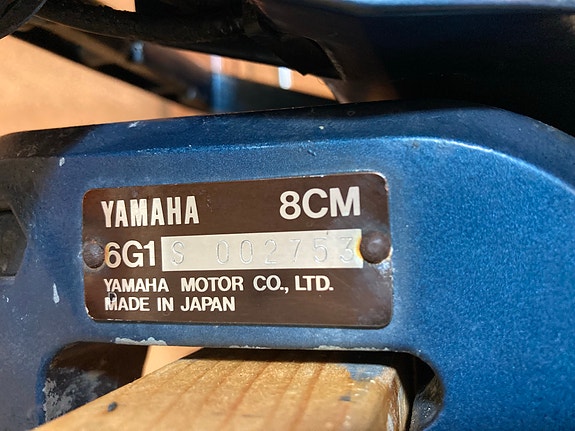 YAMAHA 8CM
6G1 S 002753
YAMAHA MOTOR CO., LTD.
MADE IN JAPAN